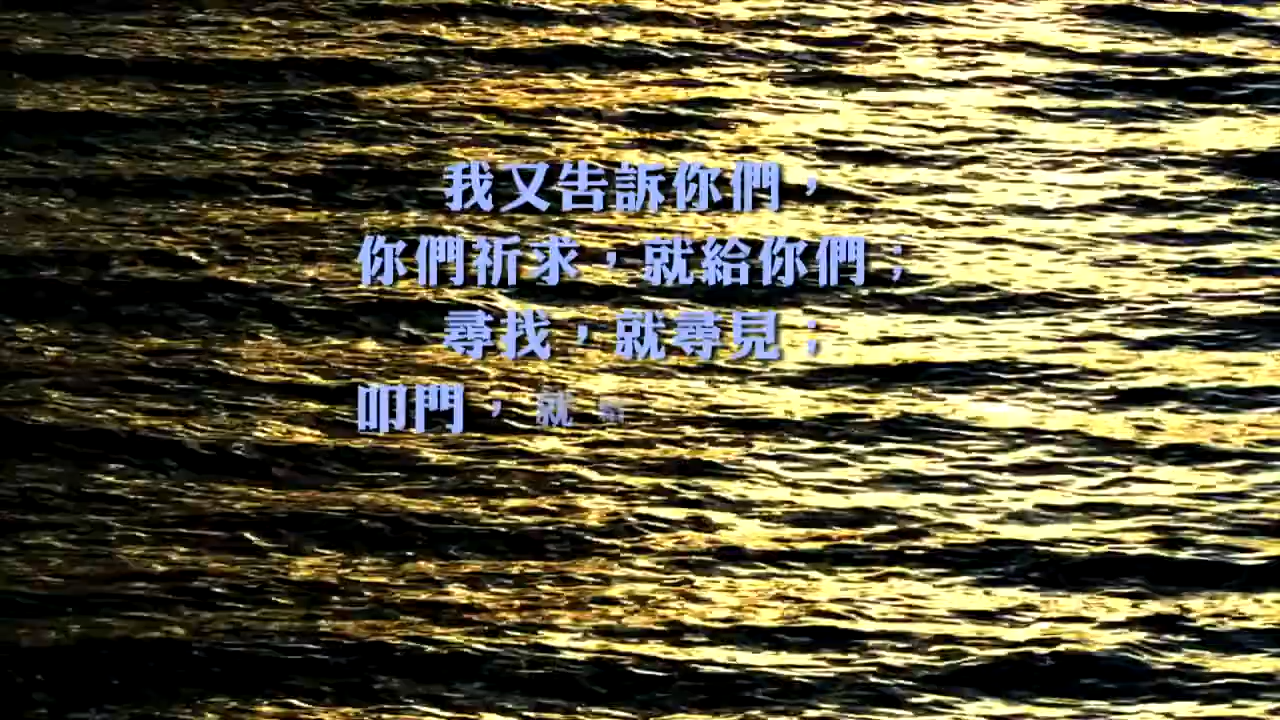 我又告訴你們，
你們祈求，就給你們；
尋找，就尋見；
叩門，就